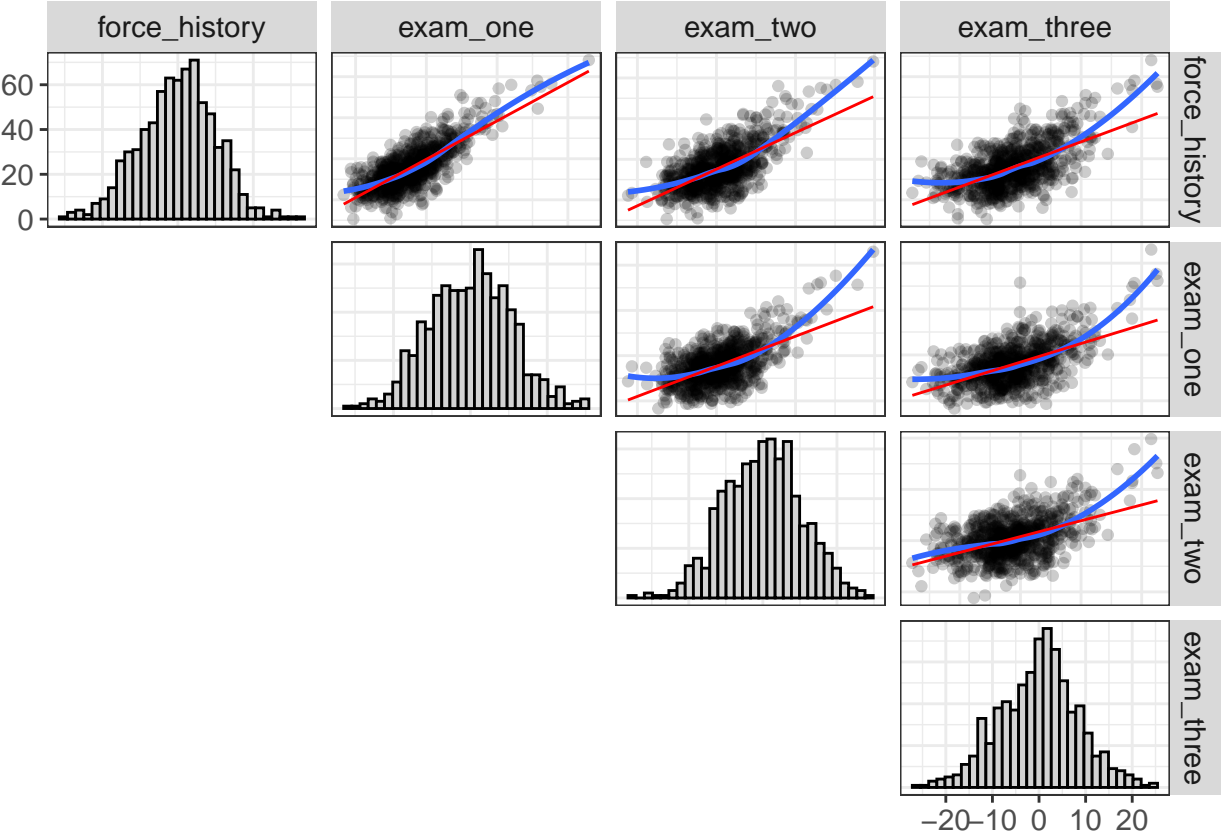 force_history exam_one exam_two exam_three
60
40
20
0
force_history
exam_one
exam_two
exam_three
−20 −10 0 10 20